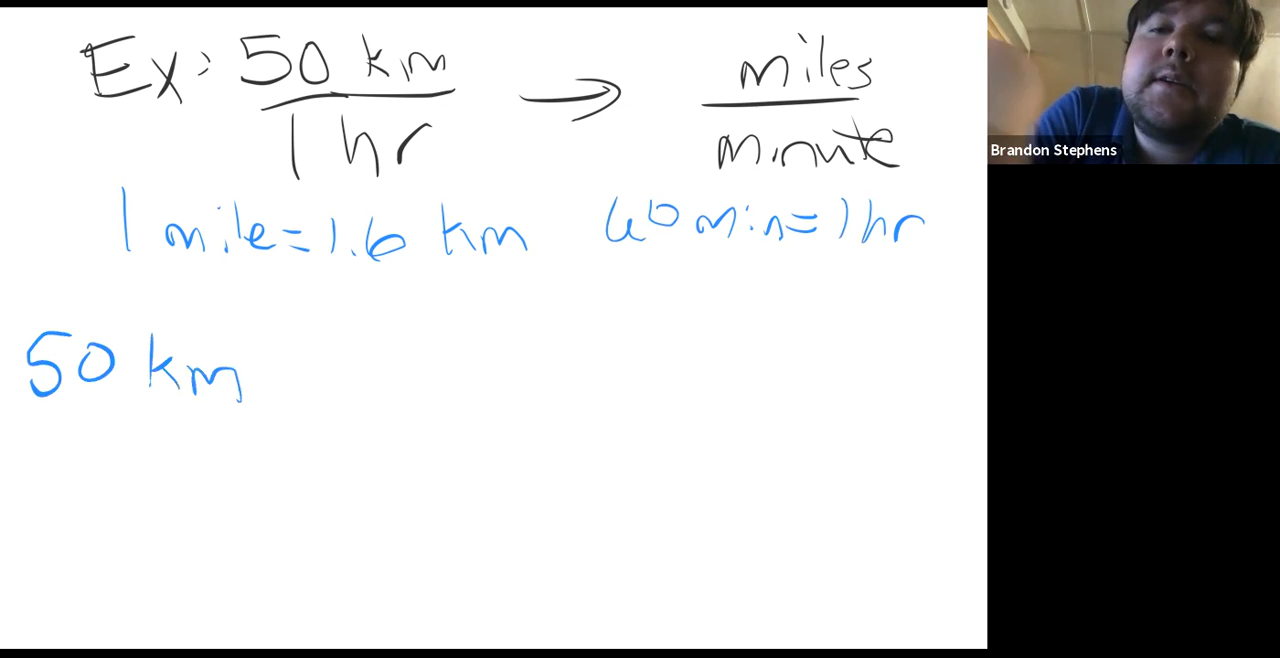 Ex: 50 km → miles
1 hr minute
1 mile = 1.6 km 60 min = 1 hr
50 km
Brandon Stephens